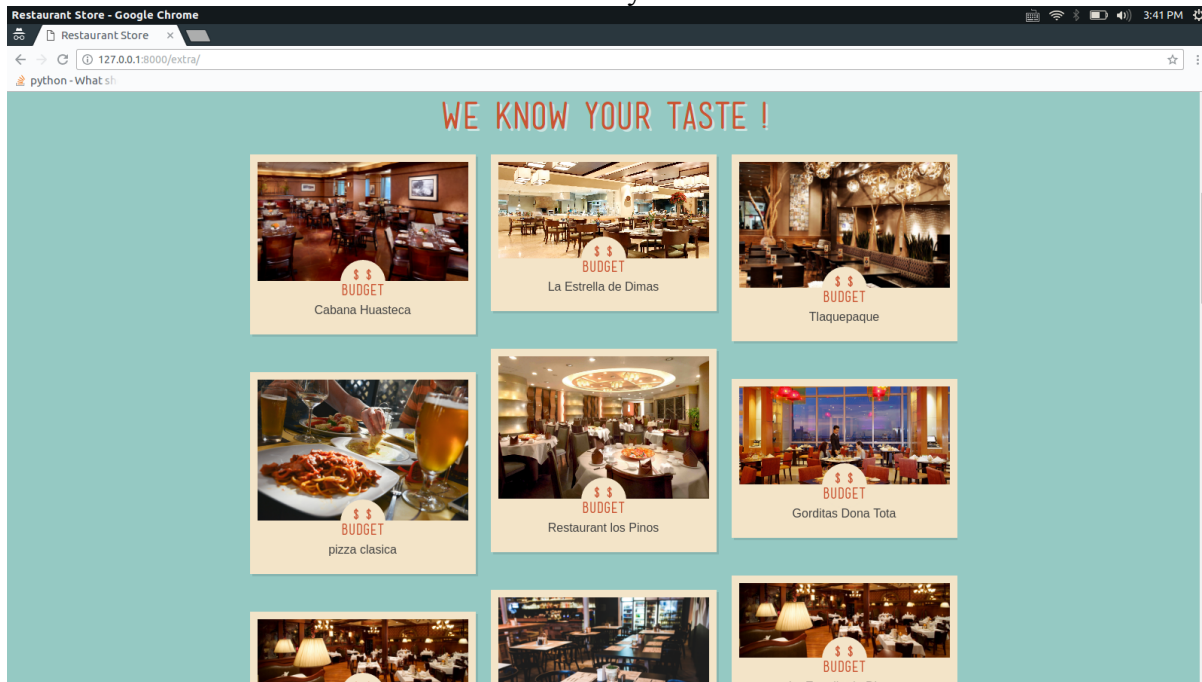 Restaurant Store - Google Chrome
3:41 PM
Restaurant Store ×
127.0.0.1:8000/extra/
python - What sh
WE KNOW YOUR TASTE !
$ $
BUDGET
Cabana Huasteca
$ $
BUDGET
La Estrella de Dimas
$ $
BUDGET
Tlaquepaque
$ $
BUDGET
pizza clasica
$ $
BUDGET
Restaurant los Pinos
$ $
BUDGET
Gorditas Dona Tota
$ $
BUDGET